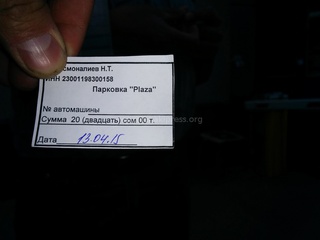 смоналиев Н.Т.
ИНН 23001198300158
Парковка "Plaza"
№ автомашины
Сумма 20 (двадцать) сом 00 т.
Дата 13.04.15